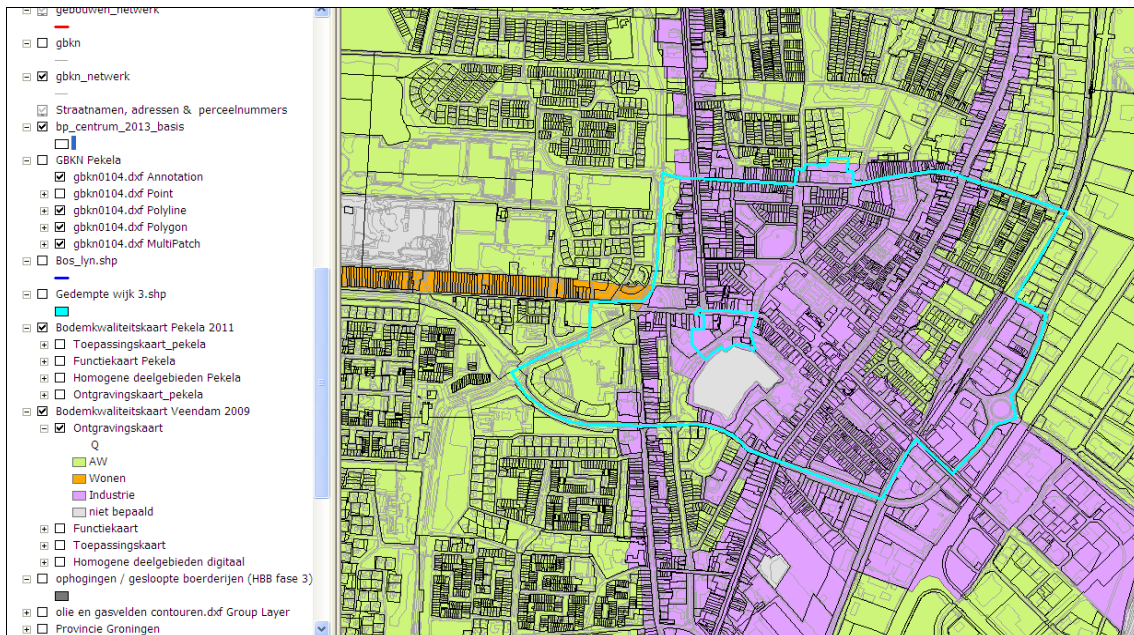 gebouwen_netwerk
gbkn
gbkn_netwerk
Straatnamen, adressen & perceelnummers
bp_centrum_2013_basis
GBKN Pekela
gbkn0104.dxf Annotation
gbkn0104.dxf Point
gbkn0104.dxf Polyline
gbkn0104.dxf Polygon
gbkn0104.dxf MultiPatch
Bos_lyn.shp
Gedempte wijk 3.shp
Bodemkwaliteitskaart Pekela 2011
Toepassingskaart_pekela
Functiekaart Pekela
Homogene deelgebieden Pekela
Ontgravingskaart_pekela
Bodemkwaliteitskaart Veendam 2009
Ontgravingskaart
Q
AW
Wonen
Industrie
niet bepaald
Functiekaart
Toepassingskaart
Homogene deelgebieden digitaal
ophogingen / gesloopte boerderijen (HBB fase 3)
olie en gasvelden contouren.dxf Group Layer
Provincie Groningen